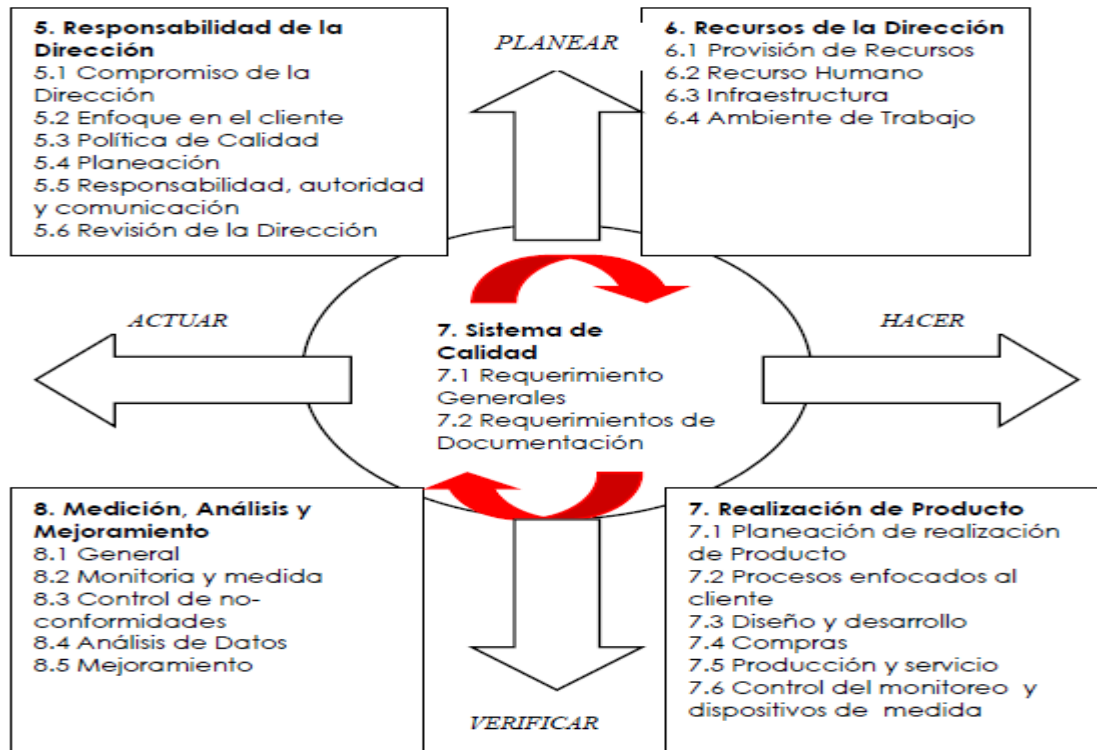 5. Responsabilidad de la
Dirección
5.1 Compromiso de la
Dirección
5.2 Enfoque en el cliente
5.3 Política de Calidad
5.4 Planeación
5.5 Responsabilidad, autoridad
y comunicación
5.6 Revisión de la Dirección
PLANEAR
6. Recursos de la Dirección
6.1 Provisión de Recursos
6.2 Recurso Humano
6.3 Infraestructura
6.4 Ambiente de Trabajo
ACTUAR
7. Sistema de
Calidad
7.1 Requerimiento
Generales
7.2 Requerimientos de
Documentación
HACER
8. Medición, Análisis y
Mejoramiento
8.1 General
8.2 Monitoria y medida
8.3 Control de no-
conformidades
8.4 Análisis de Datos
8.5 Mejoramiento
VERIFICAR
7. Realización de Producto
7.1 Planeación de realización
de Producto
7.2 Procesos enfocados al
cliente
7.3 Diseño y desarrollo
7.4 Compras
7.5 Producción y servicio
7.6 Control del monitoreo y
dispositivos de medida